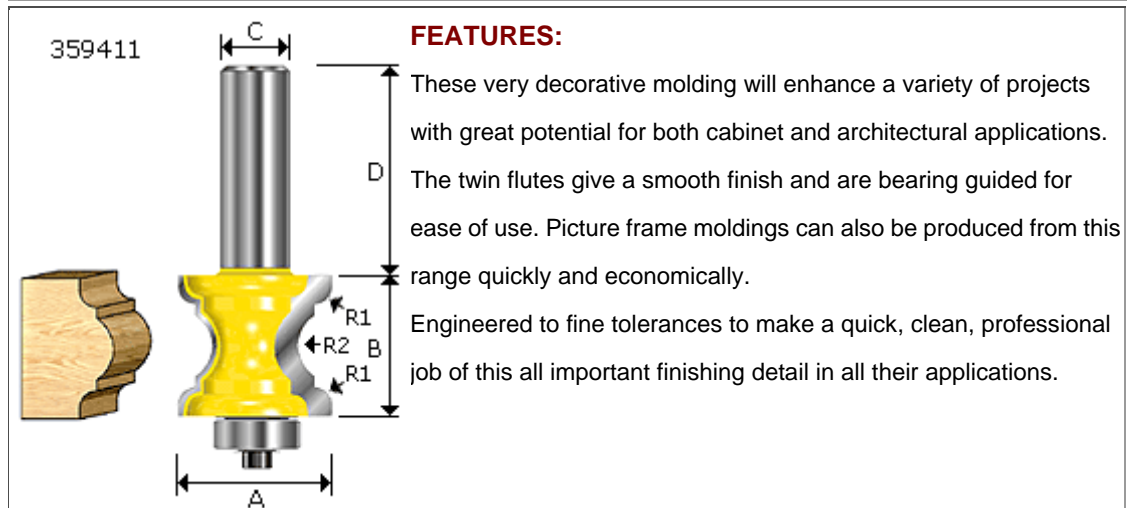 359411
C
D
R1
R2
B
R1
A
FEATURES:
These very decorative molding will enhance a variety of projects
with great potential for both cabinet and architectural applications.
The twin flutes give a smooth finish and are bearing guided for
ease of use. Picture frame moldings can also be produced from this
range quickly and economically.
Engineered to fine tolerances to make a quick, clean, professional
job of this all important finishing detail in all their applications.